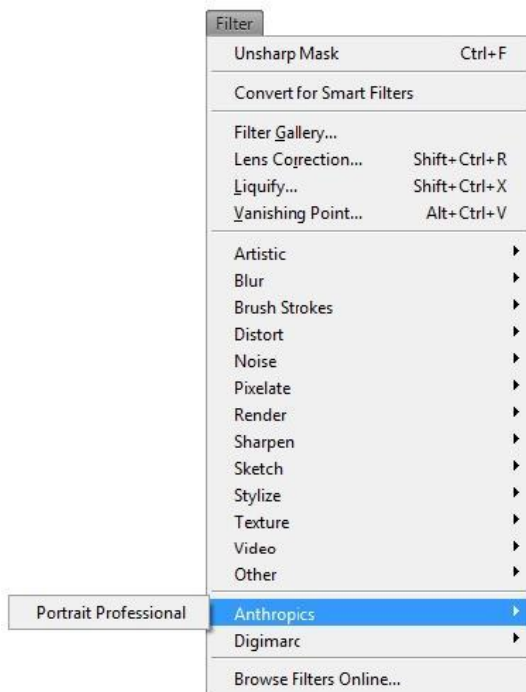 Filter
Unsharp Mask Ctrl+F
Convert for Smart Filters
Filter Gallery...
Lens Correction... Shift+Ctrl+R
Liquify... Shift+Ctrl+X
Vanishing Point... Alt+Ctrl+V
Artistic
Blur
Brush Strokes
Distort
Noise
Pixelate
Render
Sharpen
Sketch
Stylize
Texture
Video
Other
Portrait Professional Anthropics
Digimarc
Browse Filters Online...